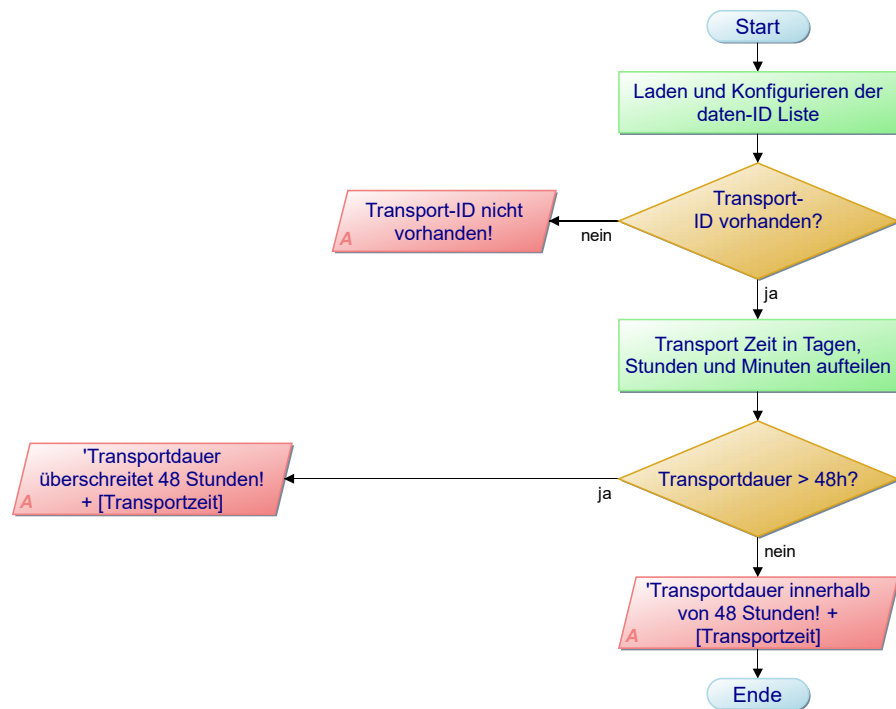 Start
Laden und Konfigurieren der
daten-ID Liste
Transport-
ID vorhanden?
nein
Transport-ID nicht
vorhanden!
A
ja
Transport Zeit in Tagen,
Stunden und Minuten aufteilen
Transportdauer > 48h?
ja
'Transportdauer
überschreitet 48 Stunden!
+ [Transportzeit]
A
nein
'Transportdauer innerhalb
von 48 Stunden! +
[Transportzeit]
A
Ende